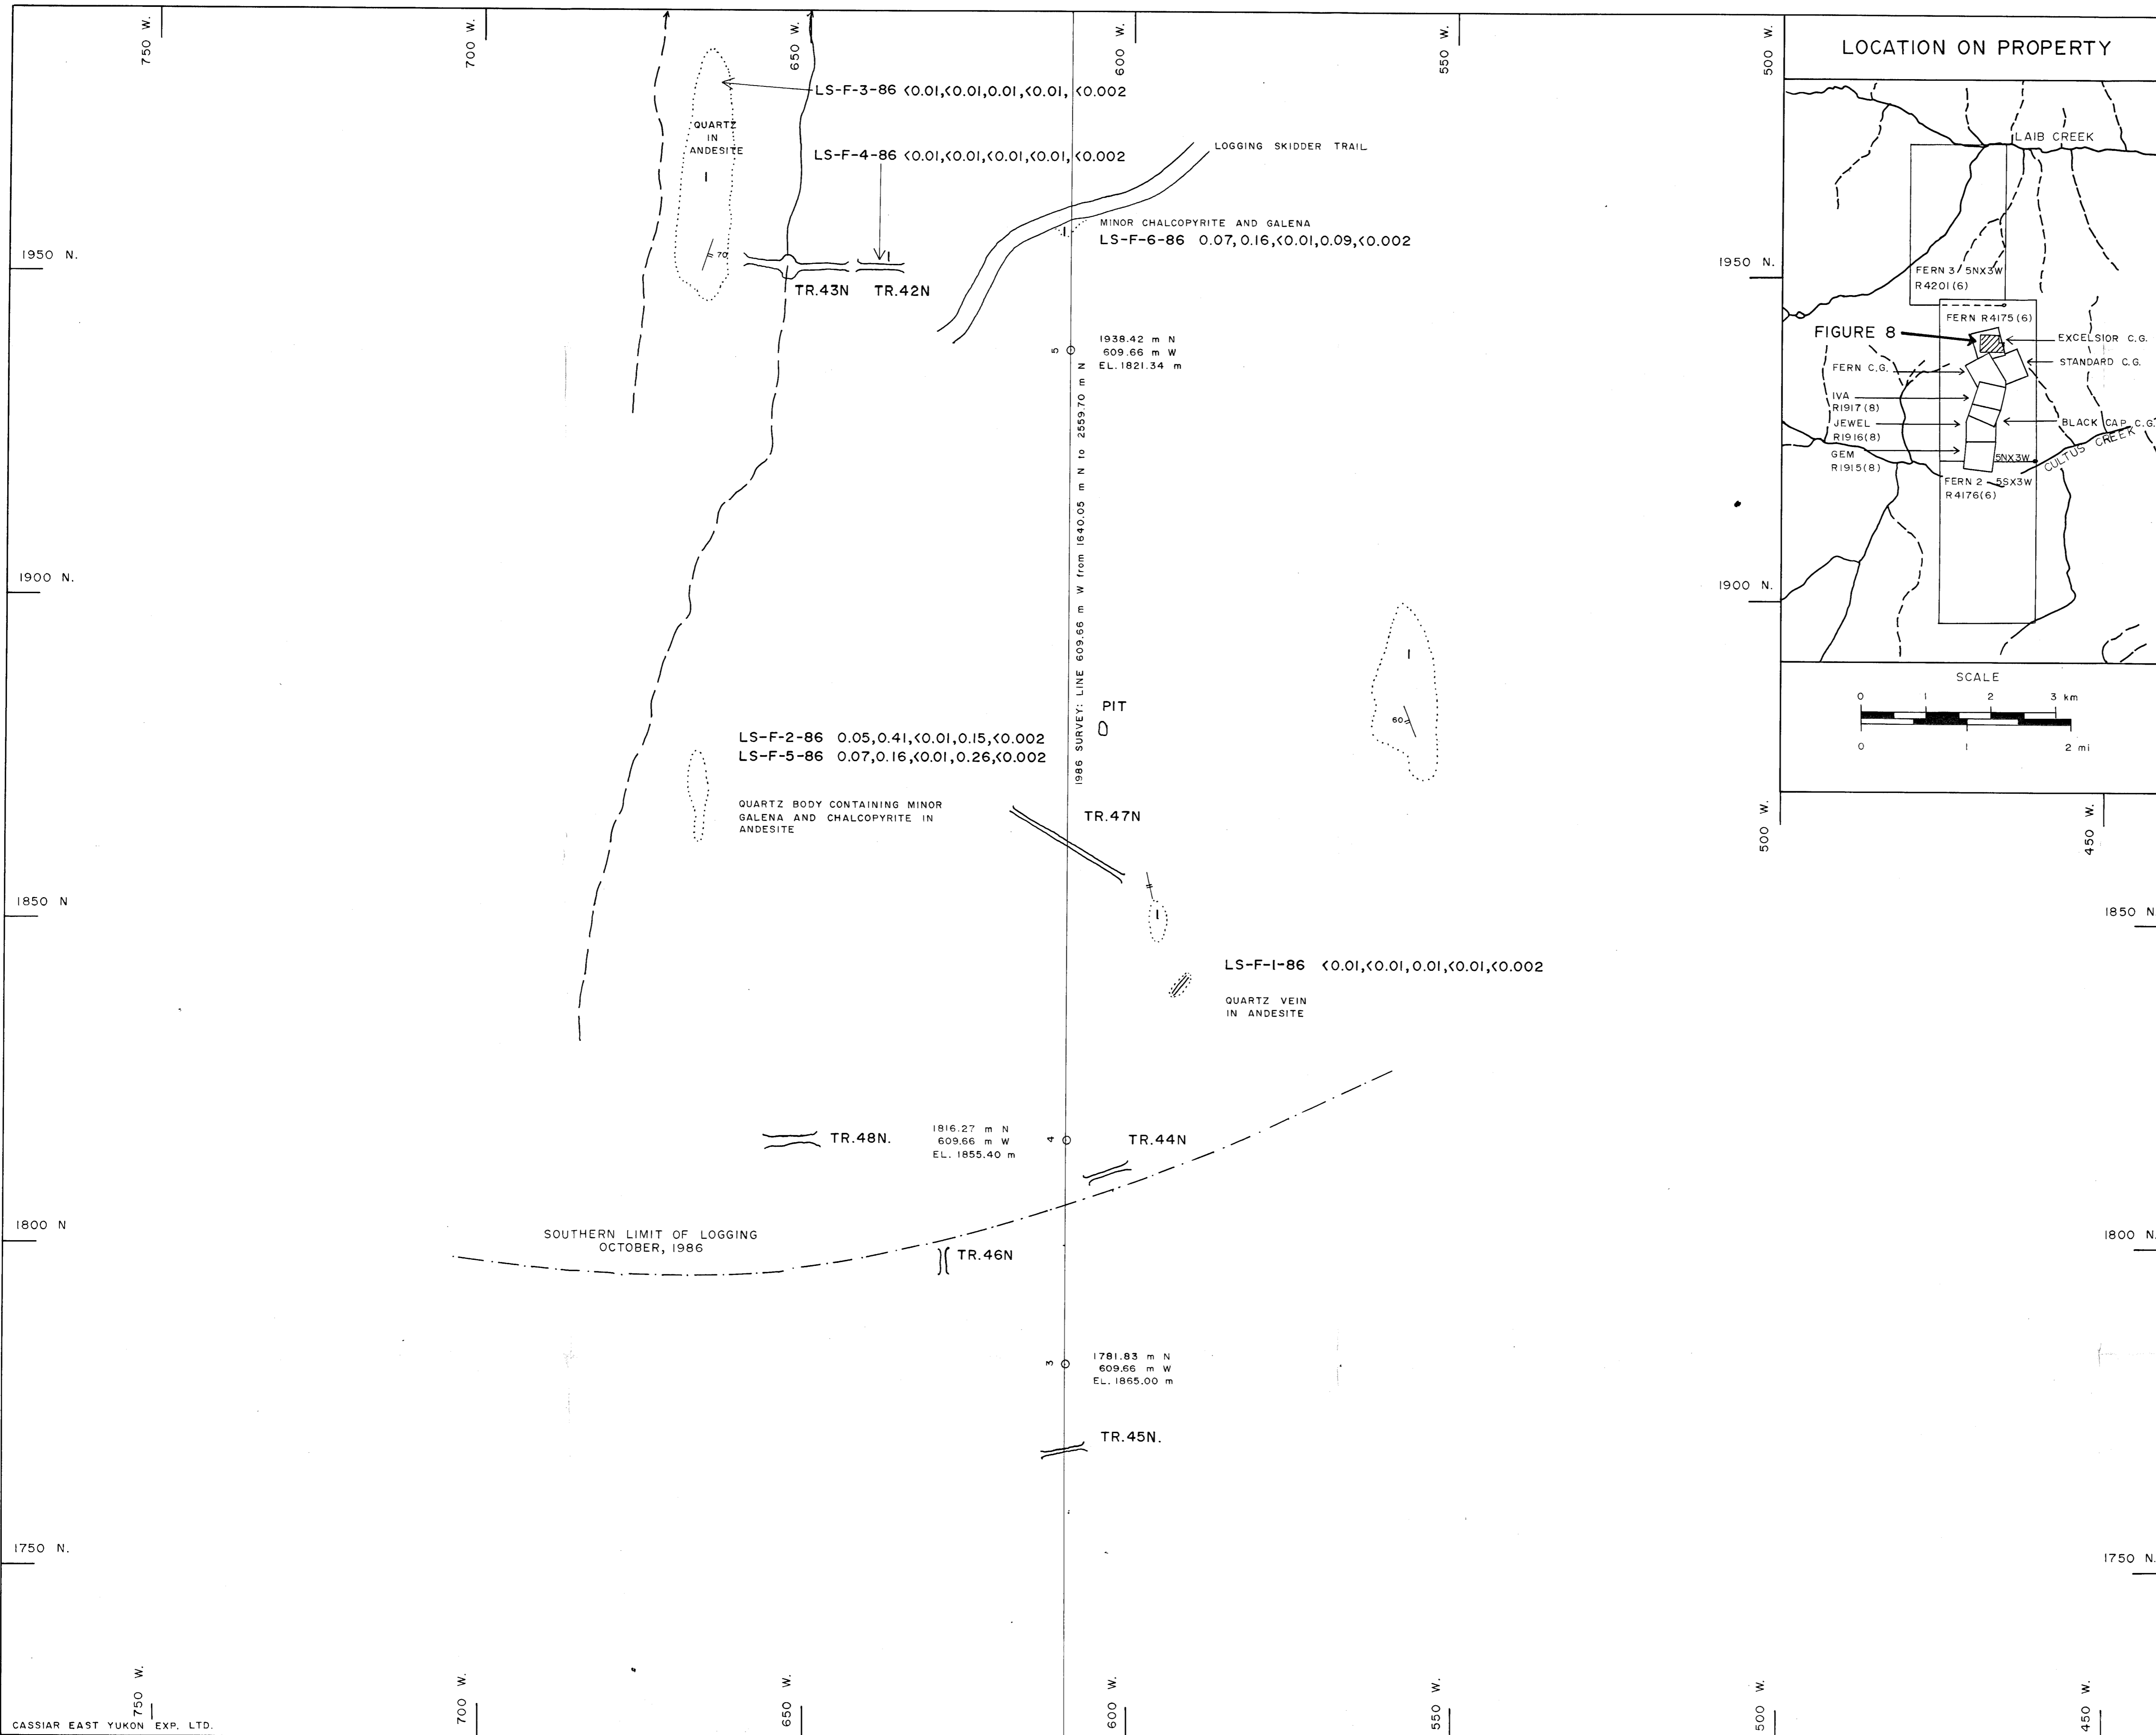 750 W.
700 W.
650 W.
600 W.
550 W.
500 W.
LOCATION ON PROPERTY
LS-F-3-86 <0.01,<0.01,0.01,<0.01, <0.002
QUARTZ
IN
ANDESITE
I
LS-F-4-86 <0.01,<0.01,<0.01,<0.01,<0.002
LOGGING SKIDDER TRAIL
MINOR CHALCOPYRITE AND GALENA
LS-F-6-86 0.07,0.16,<0.01,0.09,<0.002
I
I
70
1950 N.
1950 N.
TR.43N
TR.42N
5
1938.42 m N
609.66 m W
EL. 1821.34 m
1986 SURVEY: LINE 609.66 m W from 1640.05 m N to 2559.70 m N
LAIB CREEK
FERN 3 5NX3W
R4201(6)
FERN R4175(6)
FIGURE 8
EXCELSIOR C.G.
STANDARD C.G.
FERN C.G.
IVA
R1917(8)
JEWEL
R1916(8)
BLACK CAP C.G.
CULTUS CREEK
GEM
R1915(8)
5NX3W
FERN 2 5SX3W
R4176(6)
1900 N.
1900 N.
SCALE
0 1 2 3 km
0 1 2 mi
I
60
PIT
LS-F-2-86 0.05,0.41,<0.01,0.15,<0.002
LS-F-5-86 0.07,0.16,<0.01,0.26,<0.002
QUARTZ BODY CONTAINING MINOR
GALENA AND CHALCOPYRITE IN
ANDESITE
TR.47N
500 W.
450 W.
1850 N
1850 N.
I
LS-F-1-86 <0.01,<0.01,0.01,<0.01,<0.002
QUARTZ VEIN
IN ANDESITE
TR.48N.
1816.27 m N
609.66 m W
EL. 1855.40 m
4
TR.44N
1800 N
1800 N.
SOUTHERN LIMIT OF LOGGING
OCTOBER, 1986
TR.46N
3
1781.83 m N
609.66 m W
EL. 1865.00 m
TR.45N.
1750 N.
1750 N.
750 W.
700 W.
650 W.
600 W.
550 W.
500 W.
450 W.
CASSIAR EAST YUKON EXP. LTD.